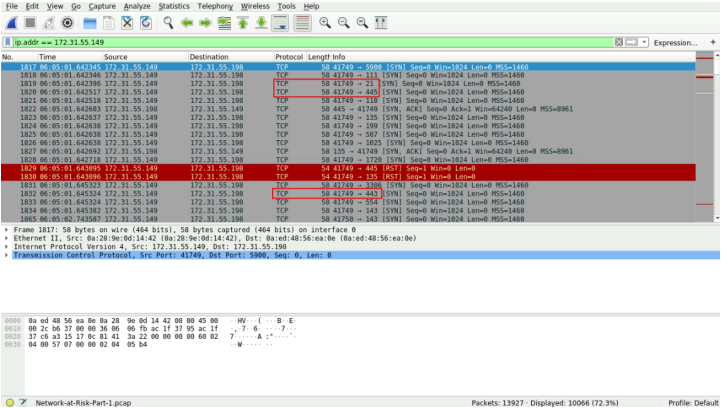 File Edit View Go Capture Analyze Statistics Telephony Wireless Tools Help
ip.addr == 172.31.55.149 Expression... +
No. Time Source Destination Protocol Length Info
1817 06:05:01.642345 172.31.55.149 172.31.55.198 TCP 58 41749 → 5900 [SYN] Seq=0 Win=1024 Len=0 MSS=1460
1818 06:05:01.642346 172.31.55.149 172.31.55.198 TCP 58 41749 → 111 [SYN] Seq=0 Win=1024 Len=0 MSS=1460
1819 06:05:01.642396 172.31.55.149 172.31.55.198 TCP 58 41749 → 21 [SYN] Seq=0 Win=1024 Len=0 MSS=1460
1820 06:05:01.642517 172.31.55.149 172.31.55.198 TCP 58 41749 → 445 [SYN] Seq=0 Win=1024 Len=0 MSS=1460
1821 06:05:01.642518 172.31.55.149 172.31.55.198 TCP 58 41749 → 110 [SYN] Seq=0 Win=1024 Len=0 MSS=1460
1822 06:05:01.642603 172.31.55.198 172.31.55.149 TCP 58 445 → 41749 [SYN, ACK] Seq=0 Ack=1 Win=64240 Len=0 MSS=8961
1823 06:05:01.642637 172.31.55.149 172.31.55.198 TCP 58 41749 → 135 [SYN] Seq=0 Win=1024 Len=0 MSS=1460
1824 06:05:01.642638 172.31.55.149 172.31.55.198 TCP 58 41749 → 199 [SYN] Seq=0 Win=1024 Len=0 MSS=1460
1825 06:05:01.642638 172.31.55.149 172.31.55.198 TCP 58 41749 → 587 [SYN] Seq=0 Win=1024 Len=0 MSS=1460
1826 06:05:01.642638 172.31.55.149 172.31.55.198 TCP 58 41749 → 1025 [SYN] Seq=0 Win=1024 Len=0 MSS=1460
1827 06:05:01.642692 172.31.55.198 172.31.55.149 TCP 58 135 → 41749 [SYN, ACK] Seq=0 Ack=1 Win=64240 Len=0 MSS=8961
1828 06:05:01.642718 172.31.55.149 172.31.55.198 TCP 58 41749 → 1720 [SYN] Seq=0 Win=1024 Len=0 MSS=1460
1829 06:05:01.643095 172.31.55.149 172.31.55.198 TCP 54 41749 → 445 [RST] Seq=1 Win=0 Len=0
1830 06:05:01.643096 172.31.55.149 172.31.55.198 TCP 54 41749 → 135 [RST] Seq=1 Win=0 Len=0
1831 06:05:01.645323 172.31.55.149 172.31.55.198 TCP 58 41749 → 3306 [SYN] Seq=0 Win=1024 Len=0 MSS=1460
1832 06:05:01.645324 172.31.55.149 172.31.55.198 TCP 58 41749 → 443 [SYN] Seq=0 Win=1024 Len=0 MSS=1460
1833 06:05:01.645324 172.31.55.149 172.31.55.198 TCP 58 41749 → 554 [SYN] Seq=0 Win=1024 Len=0 MSS=1460
1834 06:05:01.645382 172.31.55.149 172.31.55.198 TCP 58 41749 → 143 [SYN] Seq=0 Win=1024 Len=0 MSS=1460
1865 06:05:02.743587 172.31.55.149 172.31.55.198 TCP 58 41750 → 143 [SYN] Seq=0 Win=1024 Len=0 MSS=1460
Frame 1817: 58 bytes on wire (464 bits), 58 bytes captured (464 bits) on interface 0
Ethernet II, Src: 0a:28:9e:0d:14:42 (0a:28:9e:0d:14:42), Dst: 0a:ed:48:56:ea:0e (0a:ed:48:56:ea:0e)
Internet Protocol Version 4, Src: 172.31.55.149, Dst: 172.31.55.198
Transmission Control Protocol, Src Port: 41749, Dst Port: 5900, Seq: 0, Len: 0
0000 0a ed 48 56 ea 0e 0a 28 9e 0d 14 42 08 00 45 00 ··HV···( ···B··E·
0010 00 2c b6 37 00 00 36 06 06 fb ac 1f 37 95 ac 1f ·,·7··6· ····7···
0020 37 c6 a3 15 17 0c 81 41 3a 22 00 00 00 00 60 02 7······A :"····`·
0030 04 00 57 07 00 00 02 04 05 b4 ··W····· ··
Network-at-Risk-Part-1.pcap Packets: 13927 · Displayed: 10066 (72.3%) Profile: Default